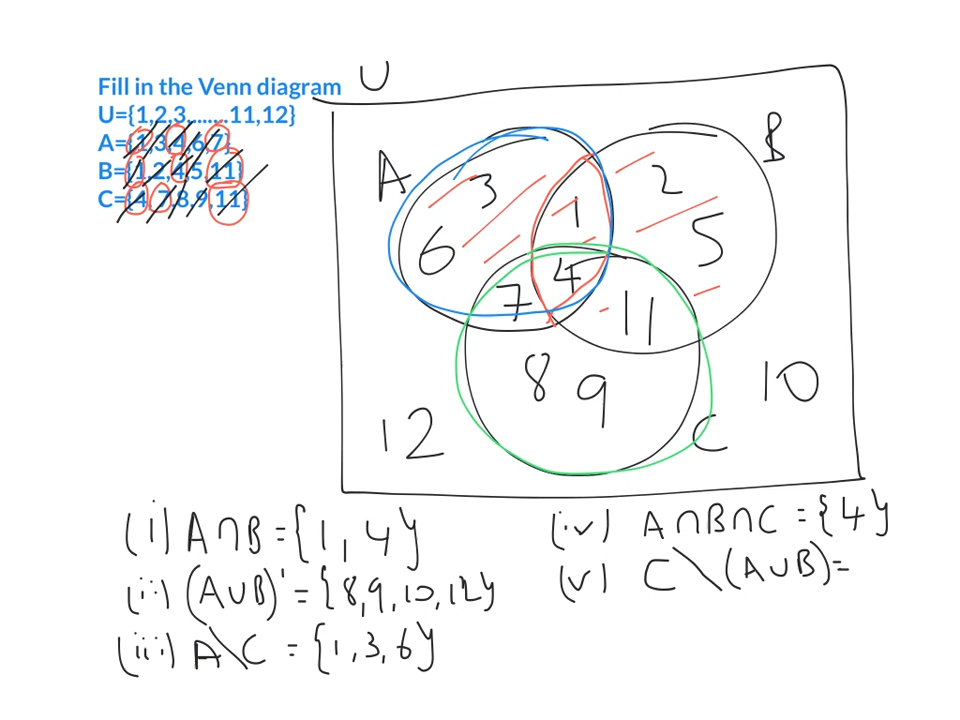 Fill in the Venn diagram
U={1,2,3,......11,12}
A={1,3,4,6,7}
B={1,2,4,5,11}
C={4,7,8,9,11}
U
A
B
3
2
1
6
5
4
7
11
8
9
10
12
C
(i) A∩B = {1, 4}
(ii) (A∪B)' = {8,9,10,12}
(iii) A\C = {1,3,6}
(iv) A∩B∩C = {4}
(v) C\(A∪B)=